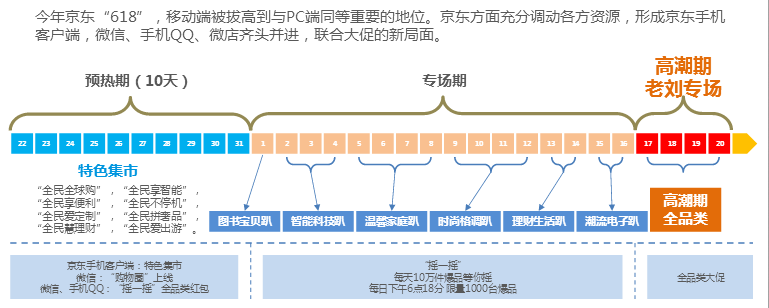 今年京东“618”，移动端被拔高到与PC端同等重要的地位。京东方面充分调动各方资源，形成京东手机
客户端，微信、手机QQ、微店齐头并进，联合大促的新局面。
预热期（10天）
专场期
高潮期
老刘专场
22 23 24 25 26 27 28 29 30 31 1 2 3 4 5 6 7 8 9 10 11 12 13 14 15 16 17 18 19 20
特色集市
“全民全球购”，“全民享智能”，
“全民享便利”，“全民不停机”，
“全民爱定制”，“全民拼奢品”，
“全民慧理财”，“全民爱出游”。
图书宝贝趴
智能科技趴
温馨家庭趴
时尚格调趴
理财生活趴
潮流电子趴
高潮期
全品类
京东手机客户端：特色集市
微信：“购物圈”上线
微信、手机QQ：“摇一摇”全品类红包
“摇一摇”
每天10万件爆品等你摇
每日下午6点18分 限量1000台爆品
全品类大促